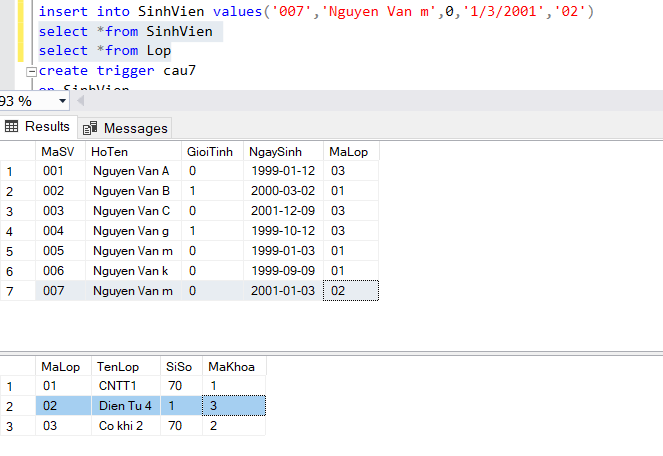 insert into SinhVien values('007','Nguyen Van m',0,'1/3/2001','02')
select *from SinhVien
select *from Lop
create trigger cau7
on SinhVien
93 %
Results Messages
MaSV HoTen GioiTinh NgaySinh MaLop
1 001 Nguyen Van A 0 1999-01-12 03
2 002 Nguyen Van B 1 2000-03-02 01
3 003 Nguyen Van C 0 2001-12-09 03
4 004 Nguyen Van g 1 1999-10-12 03
5 005 Nguyen Van m 0 1999-01-03 01
6 006 Nguyen Van k 0 1999-09-09 01
7 007 Nguyen Van m 0 2001-01-03 02
MaLop TenLop SiSo MaKhoa
1 01 CNTT1 70 1
2 02 Dien Tu 4 1 3
3 03 Co khi 2 70 2